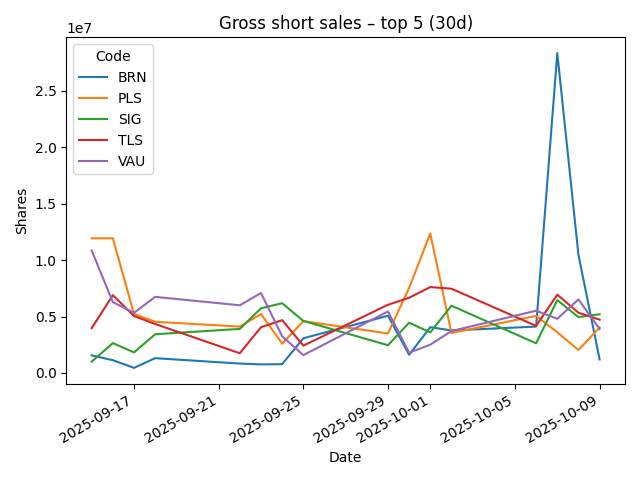 Gross short sales – top 5 (30d)
1e7
Code
BRN
PLS
SIG
TLS
VAU
Shares
2.5
2.0
1.5
1.0
0.5
0.0
2025-09-17
2025-09-21
2025-09-25
2025-09-29
2025-10-01
2025-10-05
2025-10-09
Date